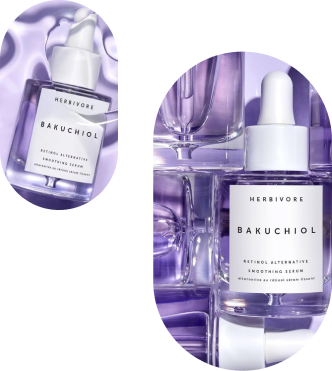 HERBIVORE
BAKUCHIOL
RETINOL ALTERNATIVE
SMOOTHING SERUM
HERBIVORE
BAKUCHIOL
RETINOL ALTERNATIVE
SMOOTHING SERUM